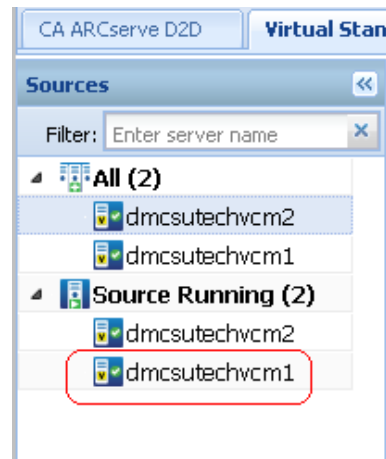 CA ARCserve D2D Virtual Stan
Sources
Filter: Enter server name
All (2)
dmcsutechvcm2
dmcsutechvcm1
Source Running (2)
dmcsutechvcm2
dmcsutechvcm1